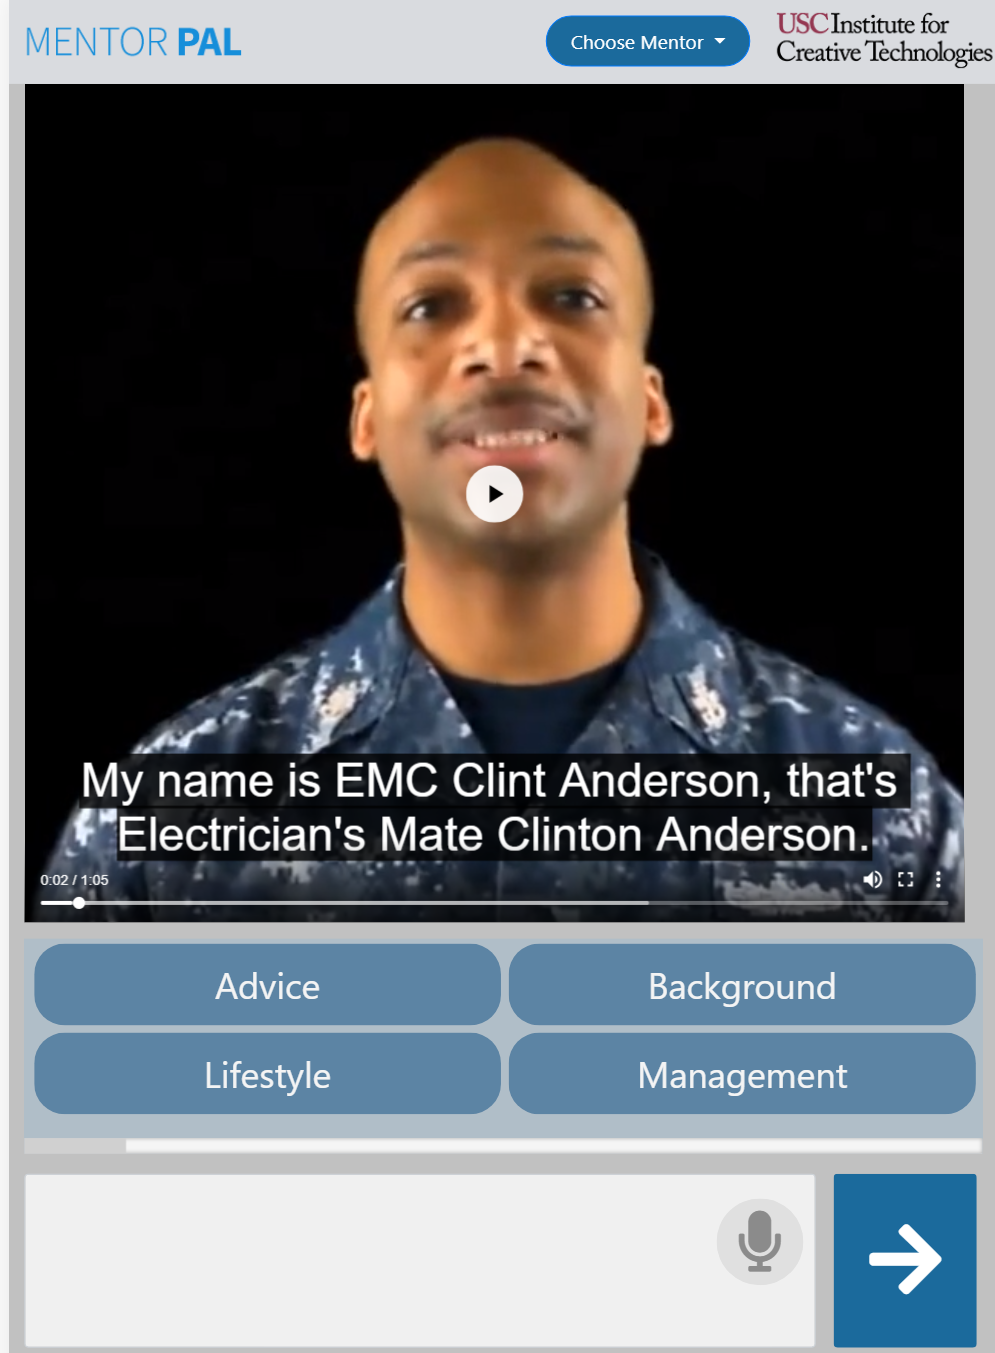 MENTOR PAL
Choose Mentor
USC Institute for
Creative Technologies
My name is EMC Clint Anderson, that's
Electrician's Mate Clinton Anderson.
0:02 / 1:05
Advice
Background
Lifestyle
Management